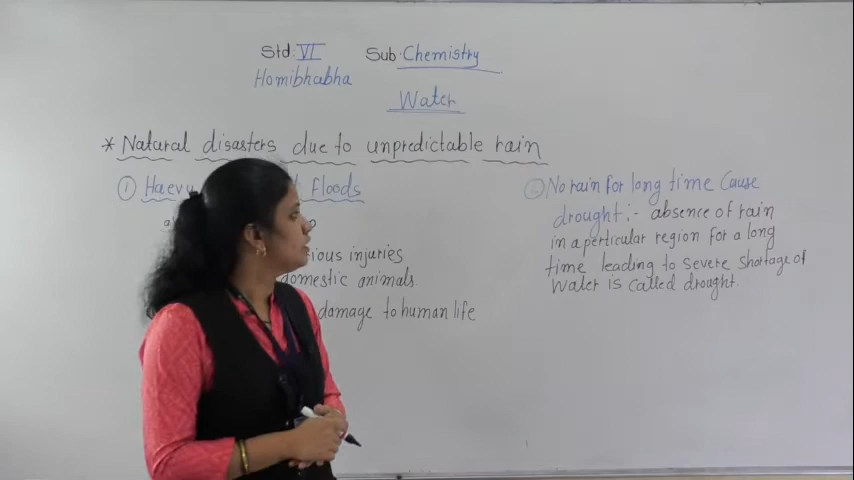 Std: VI Sub: Chemistry
Homibhabha
Water
* Natural disasters due to unpredictable rain
① Haevy floods
injuries
domestic animals.
damage to human life
② No rain for long time Cause
drought :- absence of rain
in a perticular region for a long
time leading to severe shortage of
Water is called drought.